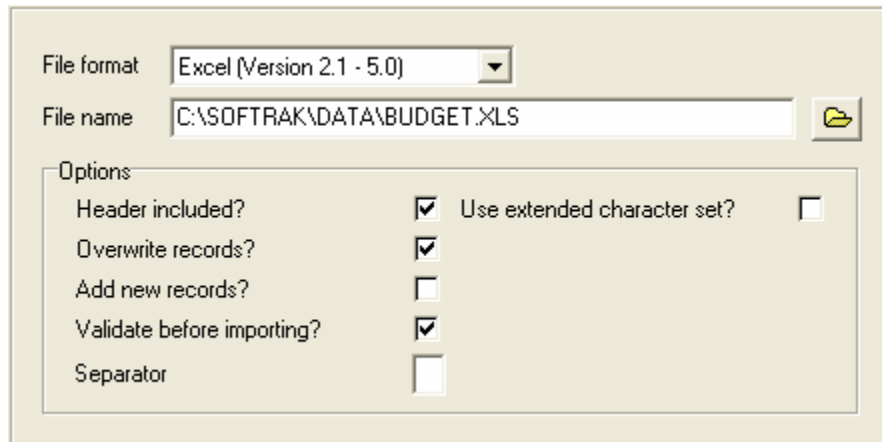 File format Excel (Version 2.1 - 5.0)
File name C:\SOFTRAK\DATA\BUDGET.XLS
Options
Header included? Use extended character set?
Overwrite records?
Add new records?
Validate before importing?
Separator